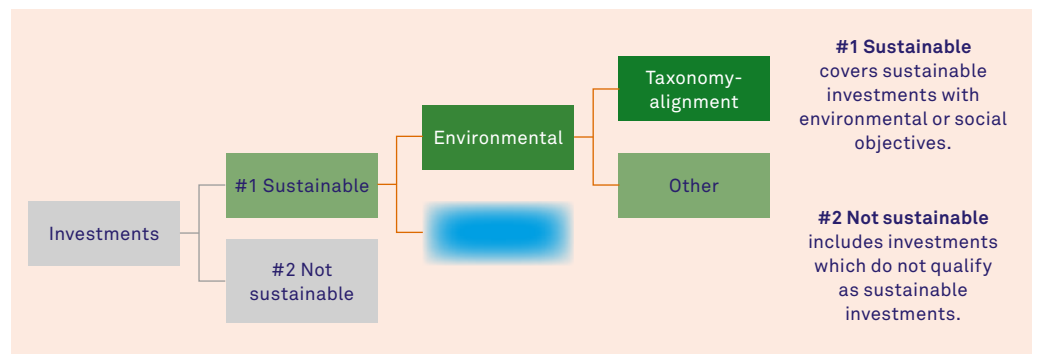 Investments
#1 Sustainable
#2 Not
sustainable
Environmental
Taxonomy-
alignment
Other
#1 Sustainable
covers sustainable
investments with
environmental or social
objectives.
#2 Not sustainable
includes investments
which do not qualify
as sustainable
investments.